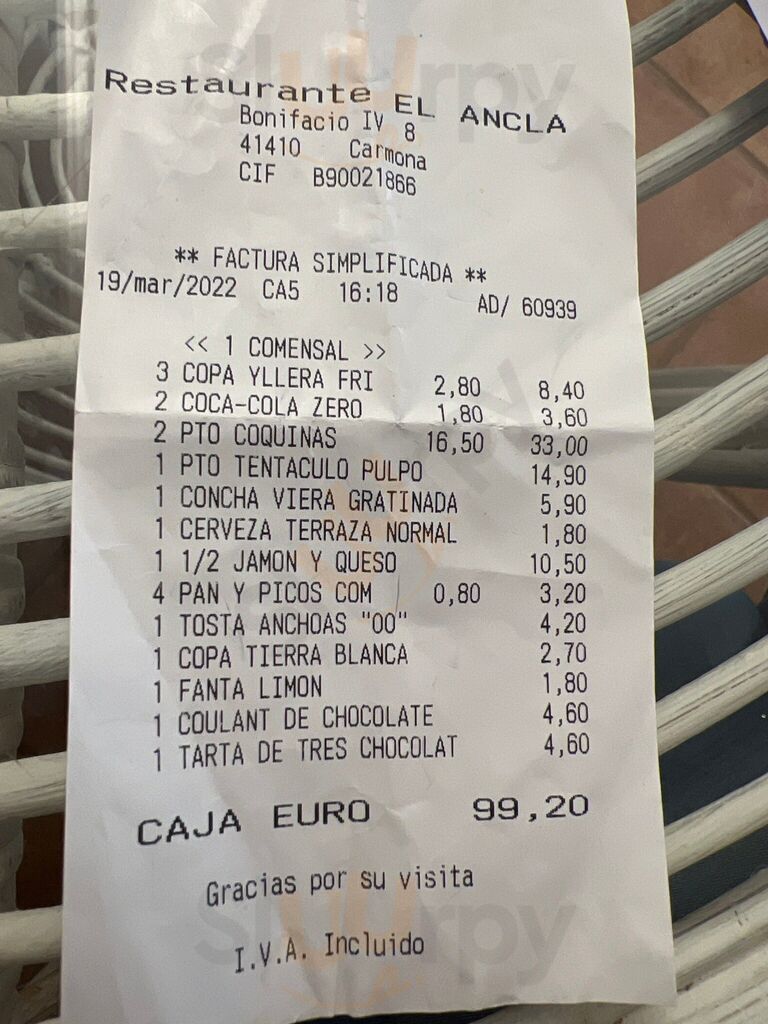 Restaurante EL ANCLA
Bonifacio IV 8
41410 Carmona
CIF B90021866
** FACTURA SIMPLIFICADA **
19/mar/2022 CA5 16:18 AD/ 60939
<< 1 COMENSAL >>
3 COPA YLLERA FRI 2,80 8,40
2 COCA-COLA ZERO 1,80 3,60
2 PTO COQUINAS 16,50 33,00
1 PTO TENTACULO PULPO 14,90
1 CONCHA VIERA GRATINADA 5,90
1 CERVEZA TERRAZA NORMAL 1,80
1 1/2 JAMON Y QUESO 10,50
4 PAN Y PICOS COM 0,80 3,20
1 TOSTA ANCHOAS "OO" 4,20
1 COPA TIERRA BLANCA 2,70
1 FANTA LIMON 1,80
1 COULANT DE CHOCOLATE 4,60
1 TARTA DE TRES CHOCOLAT 4,60
CAJA EURO 99,20
Gracias por su visita
I.V.A. Incluido
sluurpy
sluurpy